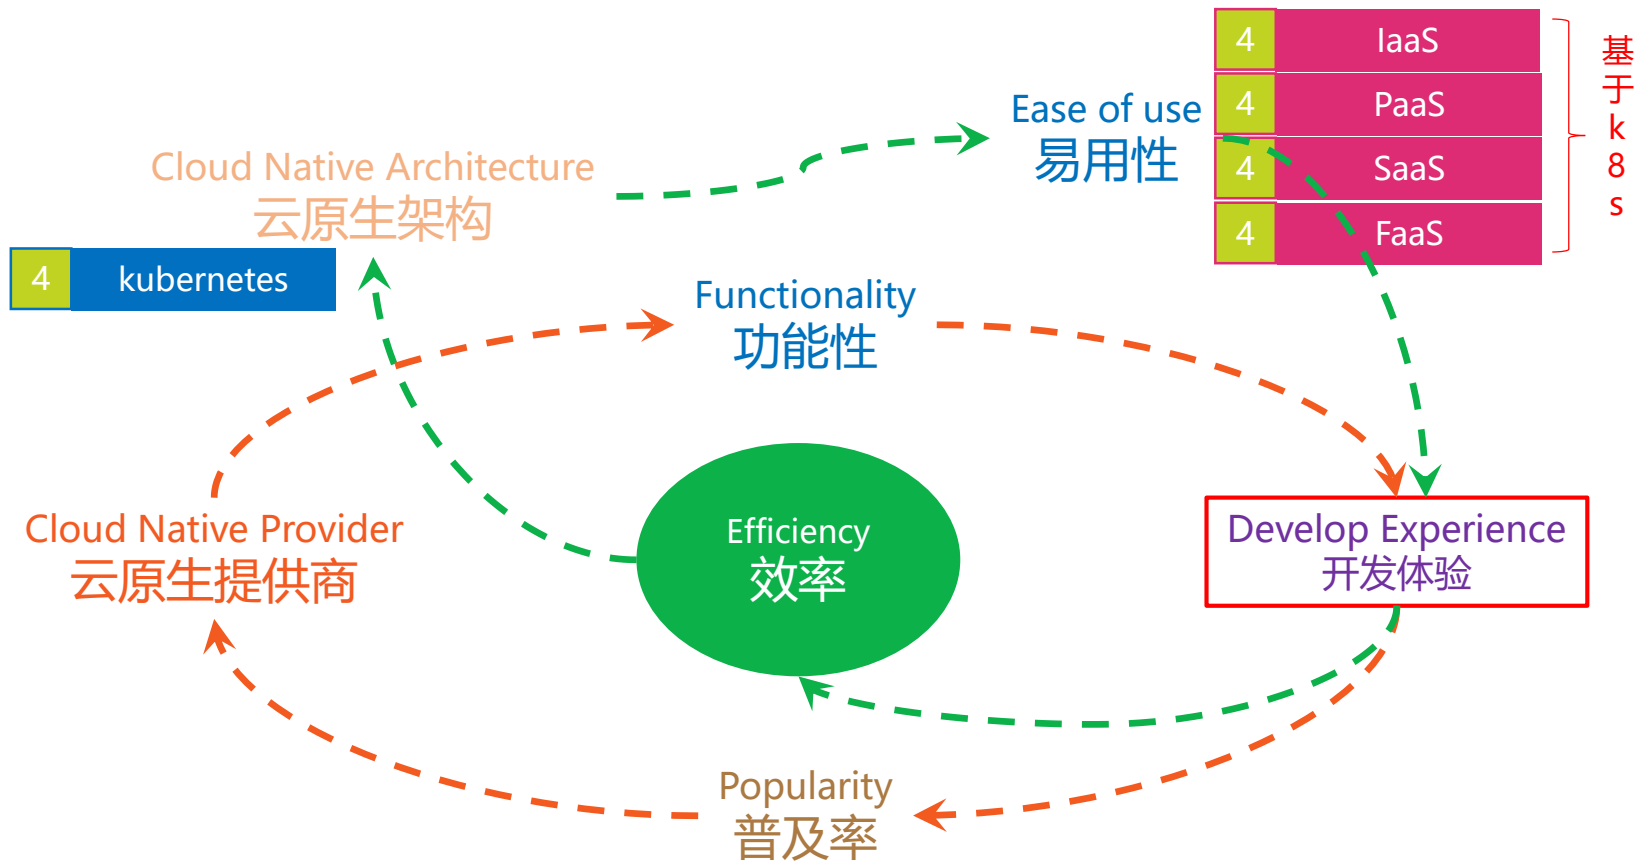 4 IaaS
4 PaaS
4 SaaS
4 FaaS
基于k8s
Ease of use
易用性
Cloud Native Architecture
云原生架构
4 kubernetes
Functionality
功能性
Cloud Native Provider
云原生提供商
Efficiency
效率
Develop Experience
开发体验
Popularity
普及率